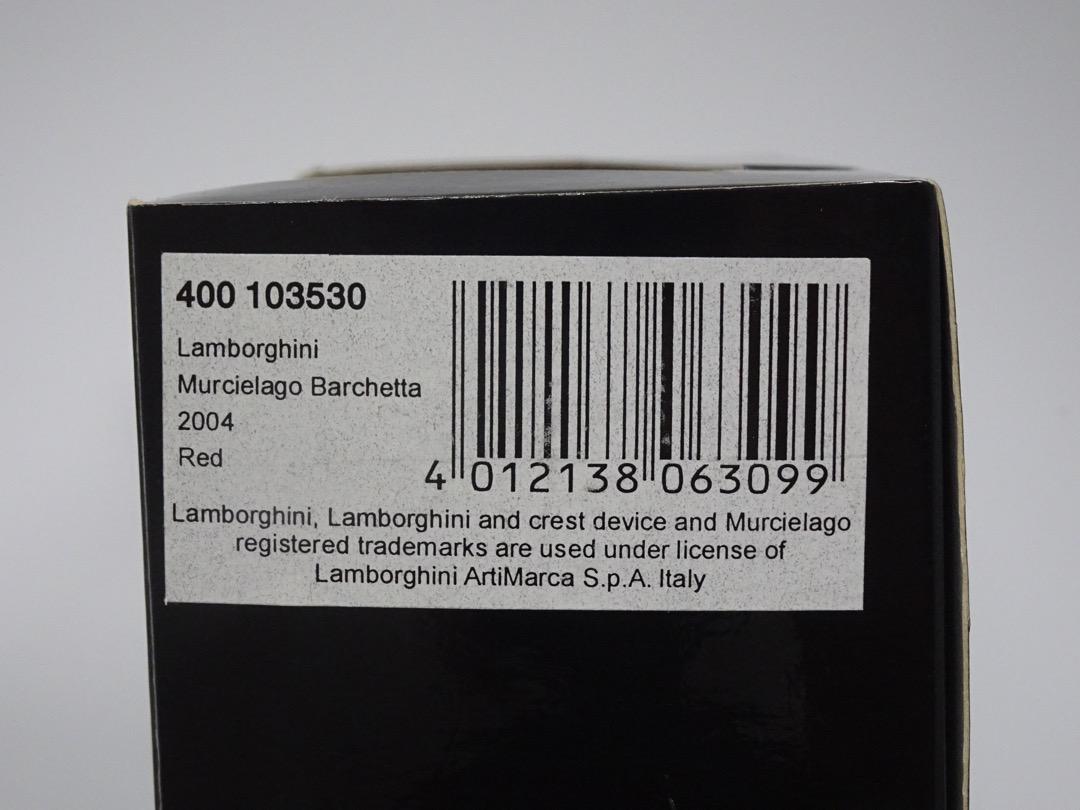 400 103530
Lamborghini
Murcielago Barchetta
2004
Red
4 012138 063099
Lamborghini, Lamborghini and crest device and Murcielago
registered trademarks are used under license of
Lamborghini ArtiMarca S.p.A. Italy